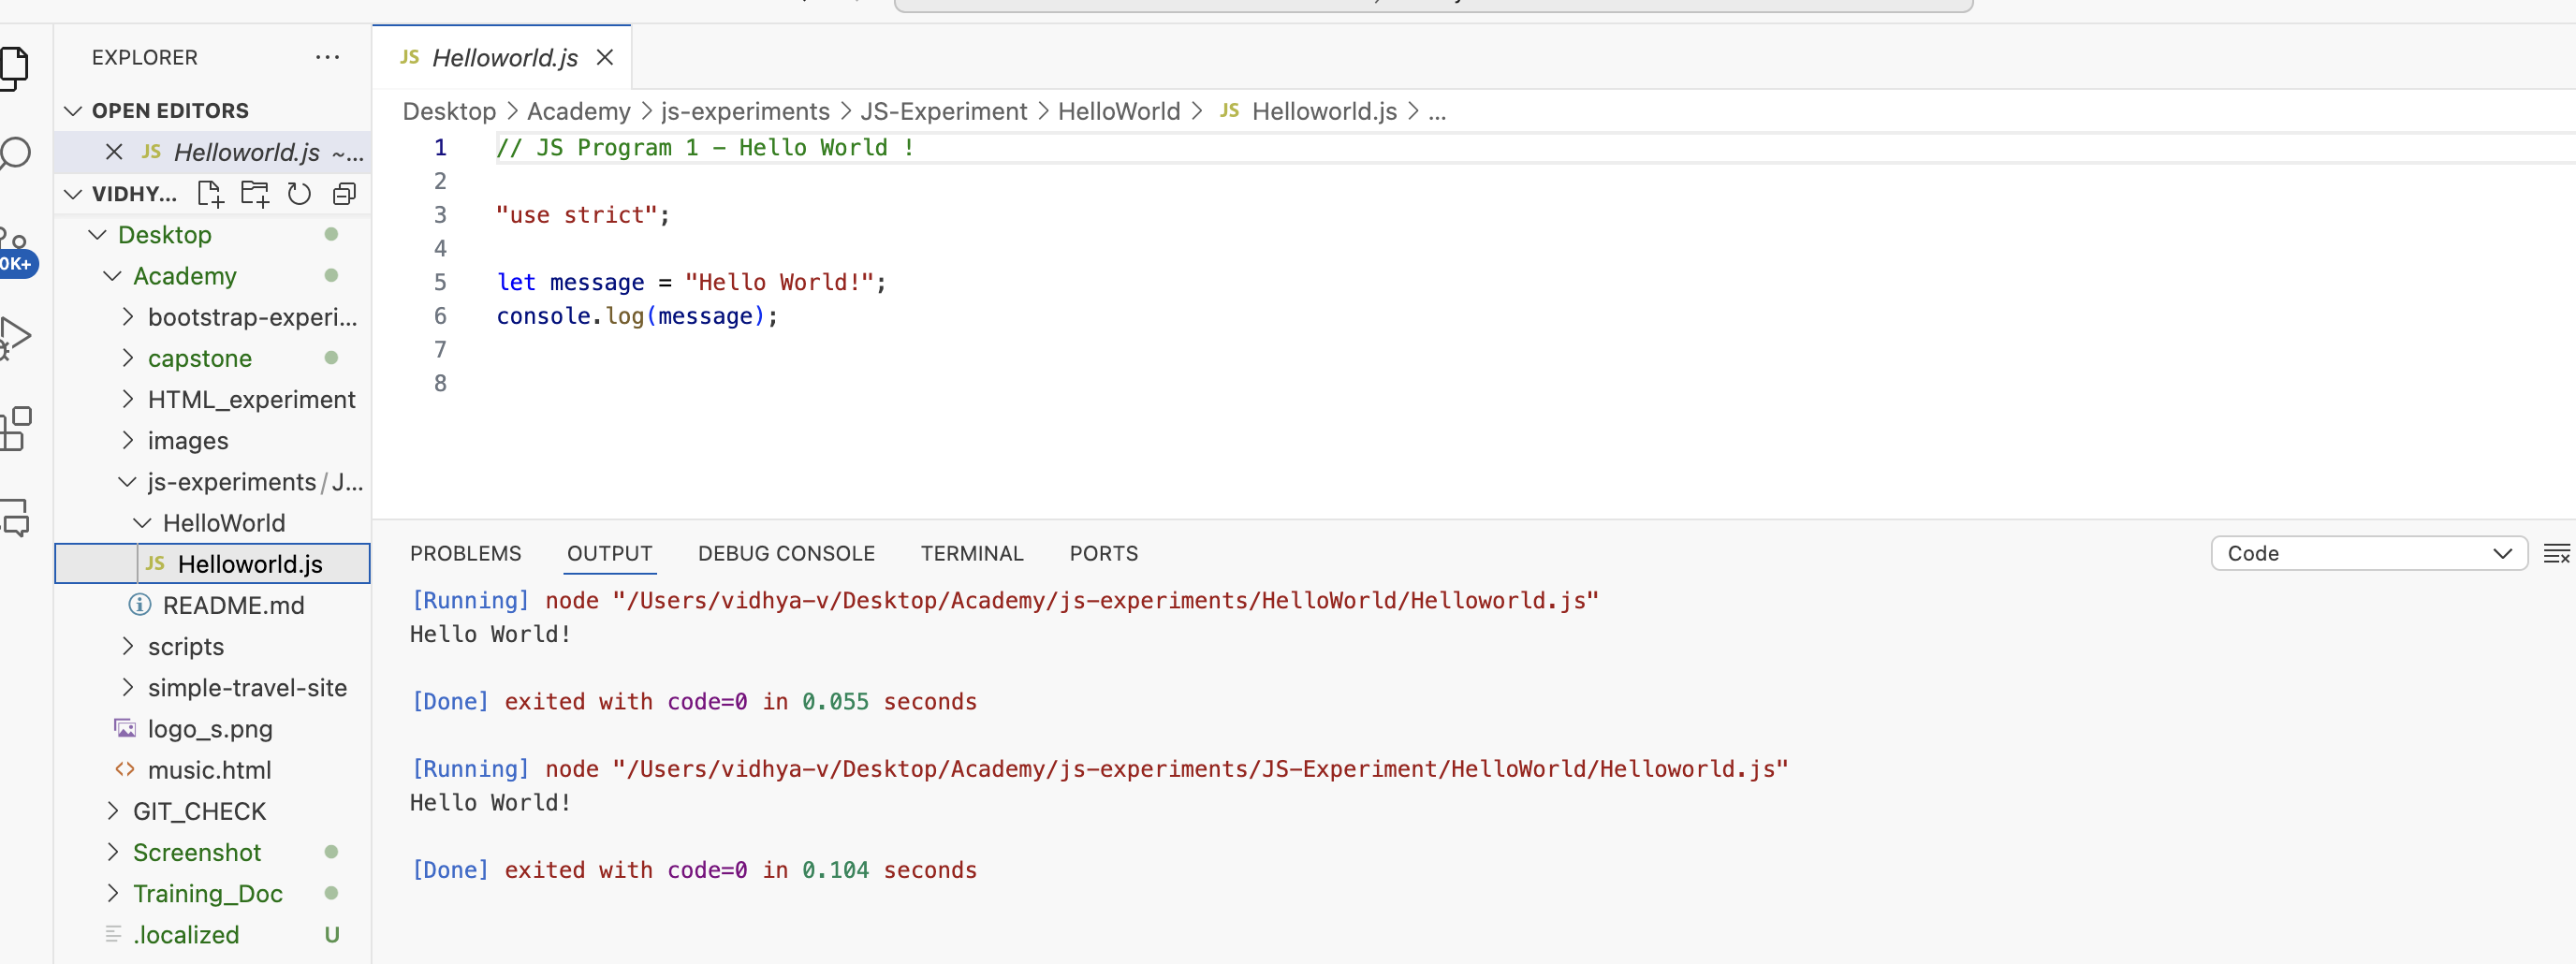 EXPLORER ...
OPEN EDITORS
JS Helloworld.js ~...
VIDHY...
Desktop
Academy
bootstrap-experi...
capstone
HTML_experiment
images
js-experiments/J...
HelloWorld
JS Helloworld.js
README.md
scripts
simple-travel-site
logo_s.png
music.html
GIT_CHECK
Screenshot
Training_Doc
.localized U
0K+
JS Helloworld.js
Desktop > Academy > js-experiments > JS-Experiment > HelloWorld > JS Helloworld.js > ...
1 // JS Program 1 - Hello World !
2
3 "use strict";
4
5 let message = "Hello World!";
6 console.log(message);
7
8
PROBLEMS OUTPUT DEBUG CONSOLE TERMINAL PORTS Code
[Running] node "/Users/vidhya-v/Desktop/Academy/js-experiments/HelloWorld/Helloworld.js"
Hello World!
[Done] exited with code=0 in 0.055 seconds
[Running] node "/Users/vidhya-v/Desktop/Academy/js-experiments/JS-Experiment/HelloWorld/Helloworld.js"
Hello World!
[Done] exited with code=0 in 0.104 seconds